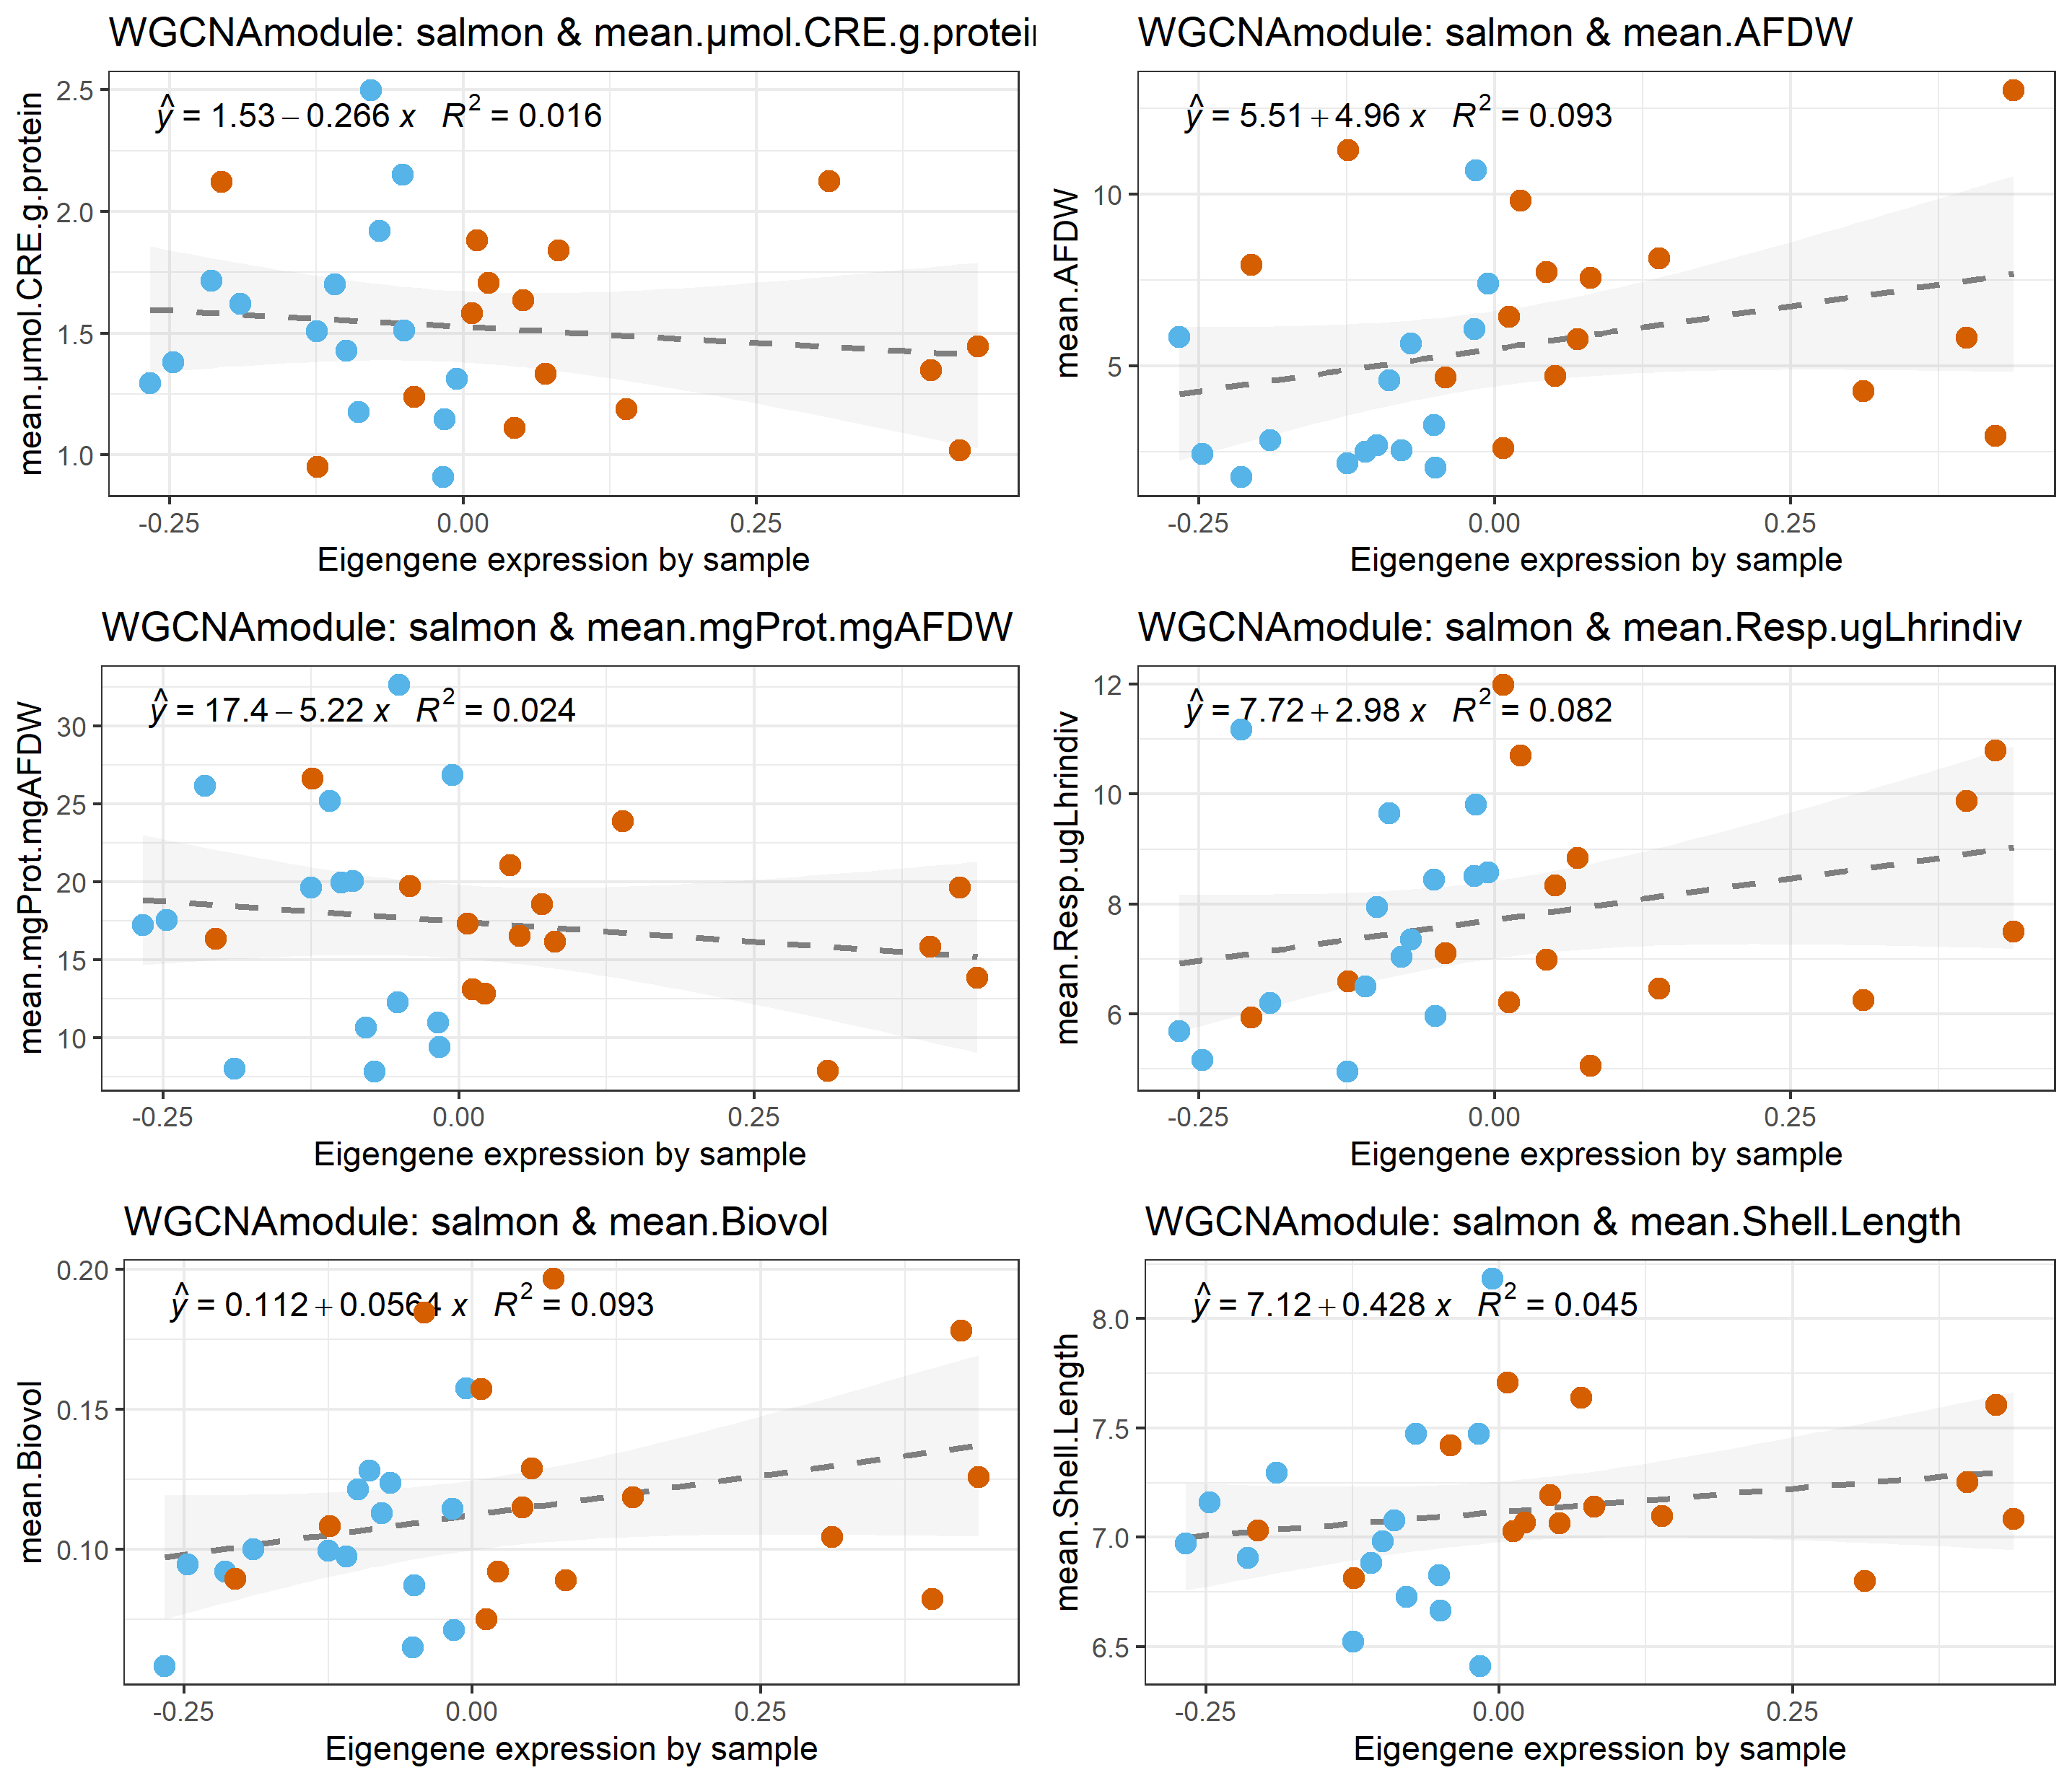 WGCNAmodule: salmon & mean.µmol.CRE.g.protein
ŷ = 1.53 − 0.266 x R² = 0.016
mean.µmol.CRE.g.protein
2.5
2.0
1.5
1.0
-0.25 0.00 0.25
Eigengene expression by sample
WGCNAmodule: salmon & mean.AFDW
ŷ = 5.51 + 4.96 x R² = 0.093
mean.AFDW
10
5
-0.25 0.00 0.25
Eigengene expression by sample
WGCNAmodule: salmon & mean.mgProt.mgAFDW
ŷ = 17.4 − 5.22 x R² = 0.024
mean.mgProt.mgAFDW
30
25
20
15
10
-0.25 0.00 0.25
Eigengene expression by sample
WGCNAmodule: salmon & mean.Resp.ugLhrindiv
ŷ = 7.72 + 2.98 x R² = 0.082
mean.Resp.ugLhrindiv
12
10
8
6
-0.25 0.00 0.25
Eigengene expression by sample
WGCNAmodule: salmon & mean.Biovol
ŷ = 0.112 + 0.0564 x R² = 0.093
mean.Biovol
0.20
0.15
0.10
-0.25 0.00 0.25
Eigengene expression by sample
WGCNAmodule: salmon & mean.Shell.Length
ŷ = 7.12 + 0.428 x R² = 0.045
mean.Shell.Length
8.0
7.5
7.0
6.5
-0.25 0.00 0.25
Eigengene expression by sample